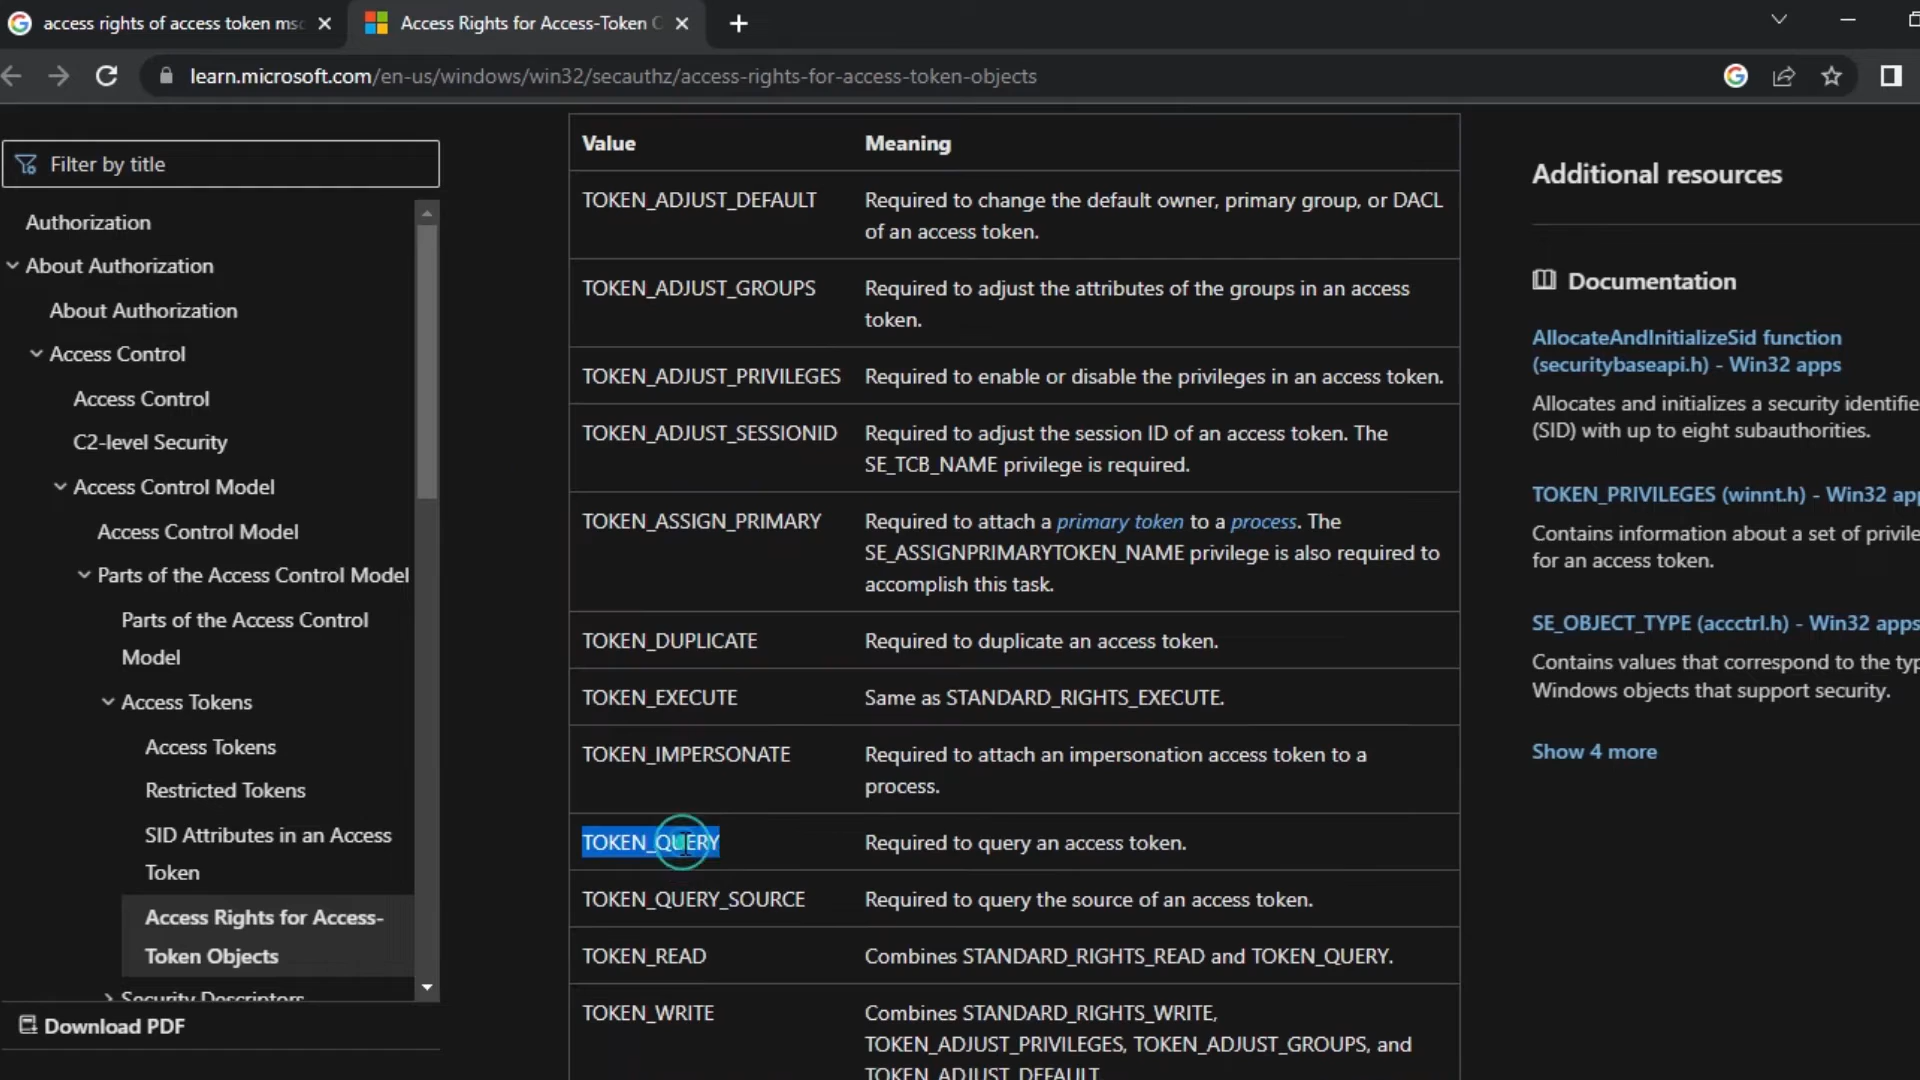 access rights of access token ms
Access Rights for Access-Token
learn.microsoft.com/en-us/windows/win32/secauthz/access-rights-for-access-token-objects
Filter by title
Authorization
About Authorization
About Authorization
Access Control
Access Control
C2-level Security
Access Control Model
Access Control Model
Parts of the Access Control Model
Parts of the Access Control
Model
Access Tokens
Access Tokens
Restricted Tokens
SID Attributes in an Access
Token
Access Rights for Access-
Token Objects
Security Descriptors
Download PDF
Value Meaning
TOKEN_ADJUST_DEFAULT Required to change the default owner, primary group, or DACL
of an access token.
TOKEN_ADJUST_GROUPS Required to adjust the attributes of the groups in an access
token.
TOKEN_ADJUST_PRIVILEGES Required to enable or disable the privileges in an access token.
TOKEN_ADJUST_SESSIONID Required to adjust the session ID of an access token. The
SE_TCB_NAME privilege is required.
TOKEN_ASSIGN_PRIMARY Required to attach a primary token to a process. The
SE_ASSIGNPRIMARYTOKEN_NAME privilege is also required to
accomplish this task.
TOKEN_DUPLICATE Required to duplicate an access token.
TOKEN_EXECUTE Same as STANDARD_RIGHTS_EXECUTE.
TOKEN_IMPERSONATE Required to attach an impersonation access token to a
process.
TOKEN_QUERY Required to query an access token.
TOKEN_QUERY_SOURCE Required to query the source of an access token.
TOKEN_READ Combines STANDARD_RIGHTS_READ and TOKEN_QUERY.
TOKEN_WRITE Combines STANDARD_RIGHTS_WRITE,
TOKEN_ADJUST_PRIVILEGES, TOKEN_ADJUST_GROUPS, and
TOKEN_ADJUST_DEFAULT.
Additional resources
Documentation
AllocateAndInitializeSid function
(securitybaseapi.h) - Win32 apps
Allocates and initializes a security identifie
(SID) with up to eight subauthorities.
TOKEN_PRIVILEGES (winnt.h) - Win32 app
Contains information about a set of privile
for an access token.
SE_OBJECT_TYPE (accctrl.h) - Win32 apps
Contains values that correspond to the typ
Windows objects that support security.
Show 4 more